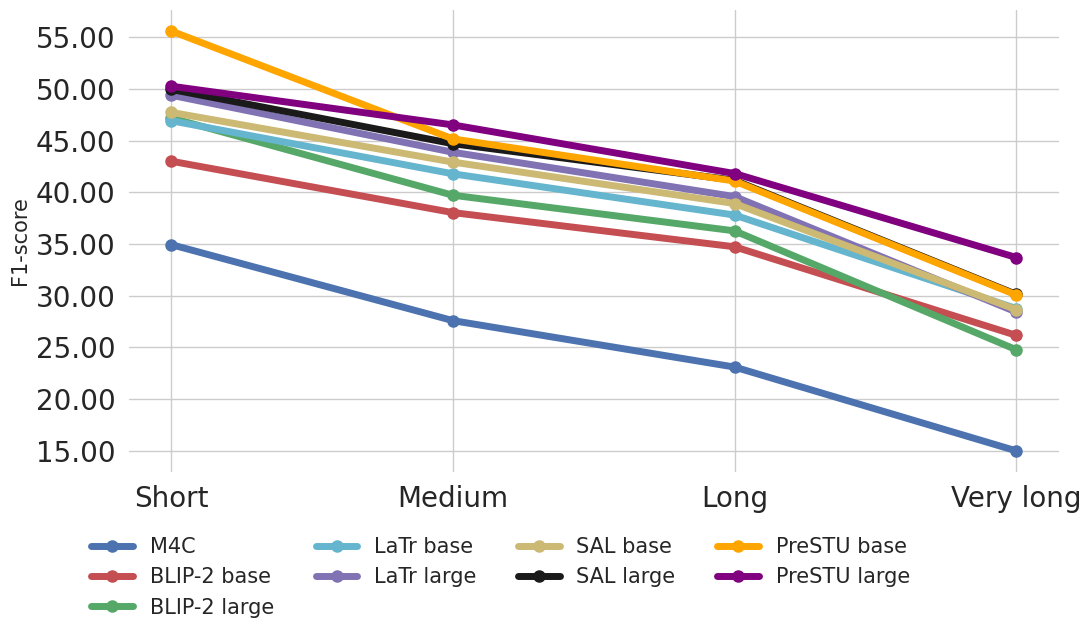 55.00
50.00
45.00
40.00
35.00
30.00
25.00
20.00
15.00
F1-score
Short Medium Long Very long
M4C LaTr base SAL base PreSTU base
BLIP-2 base LaTr large SAL large PreSTU large
BLIP-2 large